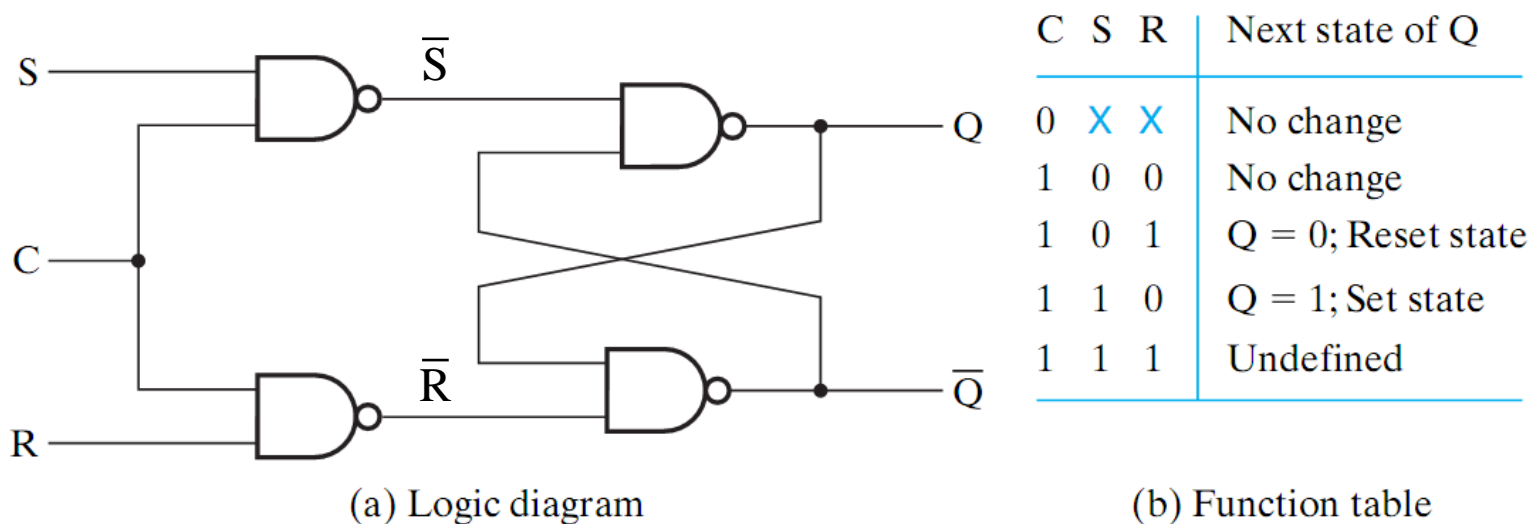 S
S̅
Q
C
R̅
Q̅
R
(a) Logic diagram
C S R Next state of Q
0 X X No change
1 0 0 No change
1 0 1 Q = 0; Reset state
1 1 0 Q = 1; Set state
1 1 1 Undefined
(b) Function table